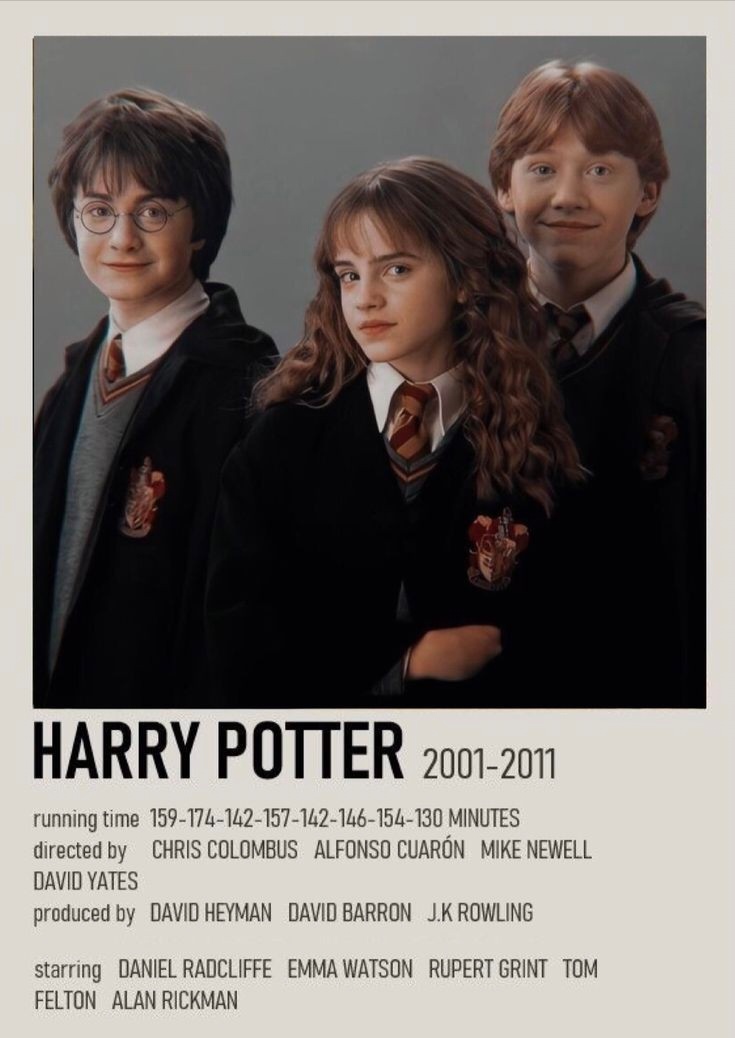 HARRY POTTER 2001-2011
running time 159-174-142-157-142-146-154-130 MINUTES
directed by CHRIS COLOMBUS ALFONSO CUARÓN MIKE NEWELL
DAVID YATES
produced by DAVID HEYMAN DAVID BARRON J.K ROWLING
starring DANIEL RADCLIFFE EMMA WATSON RUPERT GRINT TOM
FELTON ALAN RICKMAN